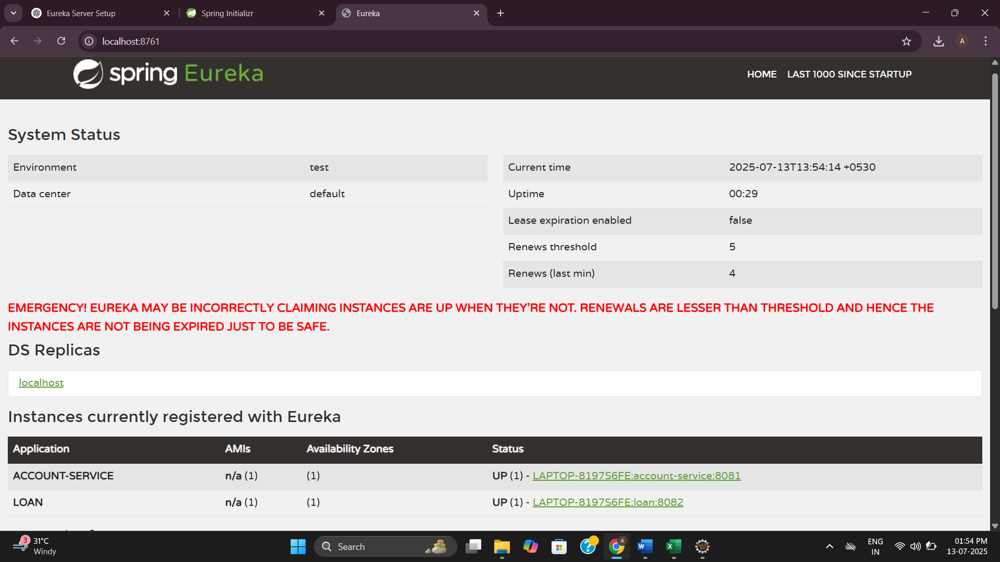 Eureka Server Setup
Spring Initializr
Eureka
localhost:8761
A
spring Eureka
HOME LAST 1000 SINCE STARTUP
System Status
Environment test
Data center default
Current time 2025-07-13T13:54:14 +0530
Uptime 00:29
Lease expiration enabled false
Renews threshold 5
Renews (last min) 4
EMERGENCY! EUREKA MAY BE INCORRECTLY CLAIMING INSTANCES ARE UP WHEN THEY'RE NOT. RENEWALS ARE LESSER THAN THRESHOLD AND HENCE THE
INSTANCES ARE NOT BEING EXPIRED JUST TO BE SAFE.
DS Replicas
localhost
Instances currently registered with Eureka
Application AMIs Availability Zones Status
ACCOUNT-SERVICE n/a (1) (1) UP (1) - LAPTOP-8197S6FE:account-service:8081
LOAN n/a (1) (1) UP (1) - LAPTOP-8197S6FE:loan:8082
3
31°C
Windy
Search
A
W
X
ENG
IN
01:54 PM
13-07-2025